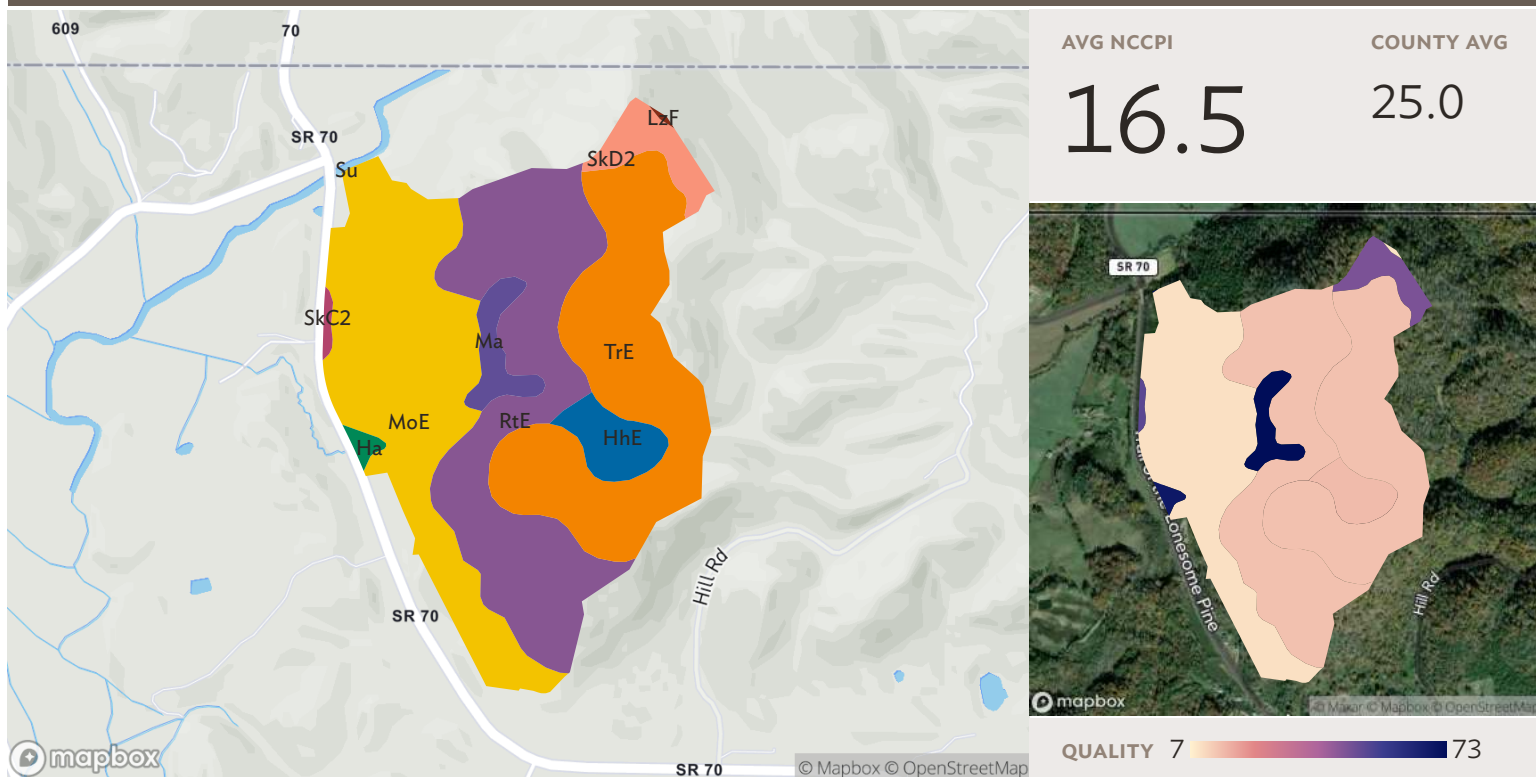 609
70
SR 70
LzF
SkD2
Su
SkC2
Ma
TrE
MoE
RtE
HhE
Ha
Hill Rd
SR 70
SR 70
mapbox
© Mapbox © OpenStreetMap
AVG NCCPI
COUNTY AVG
16.5
25.0
SR 70
Lonesome Pine
Hill Rd
mapbox
© Maxar © Mapbox © OpenStreetMap
QUALITY 7 73